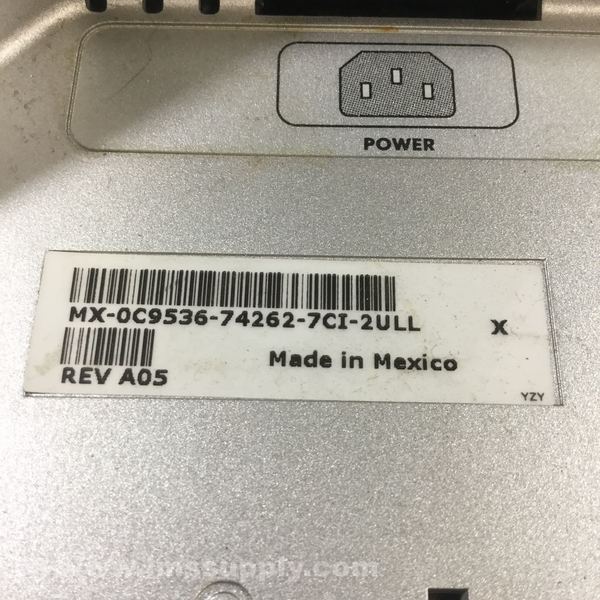 POWER
MX-0C9536-74262-7CI-2ULL
X
REV A05
Made in Mexico
YZY